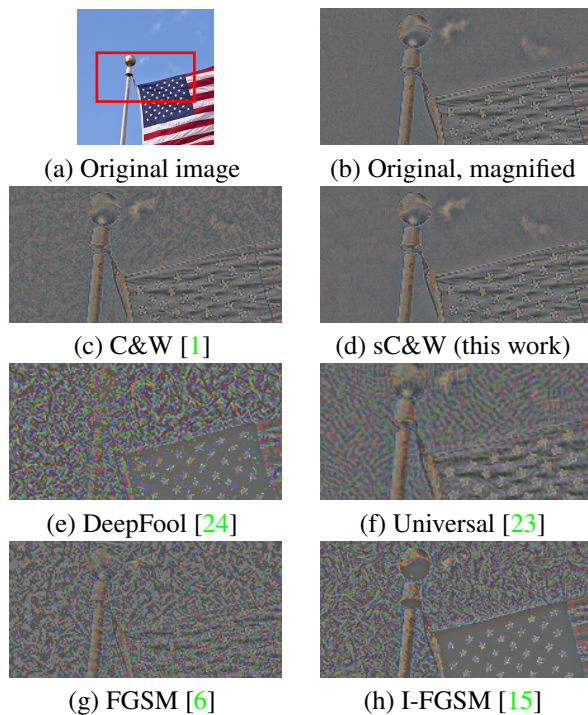 (a) Original image
(b) Original, magnified
(c) C&W [1]
(d) sC&W (this work)
(e) DeepFool [24]
(f) Universal [23]
(g) FGSM [6]
(h) I-FGSM [15]